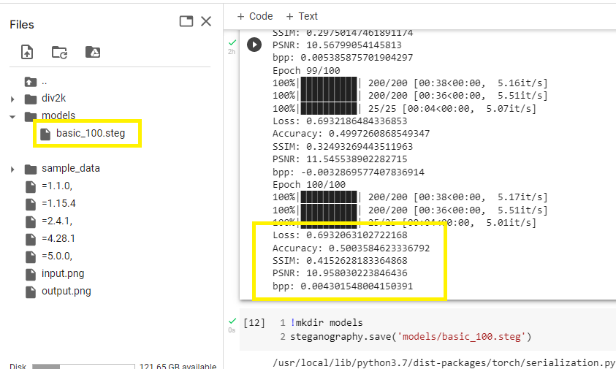 Files
..
div2k
models
basic_100.steg
sample_data
=1.1.0,
=1.15.4
=2.4.1,
=4.28.1
=5.0.0,
input.png
output.png
Disk 121.65 GB available
+ Code + Text
2h
SSIM: 0.29750147461891174
PSNR: 10.56799054145813
bpp: 0.005385875701904297
Epoch 99/100
100%|██████████| 200/200 [00:38<00:00, 5.16it/s]
100%|██████████| 200/200 [00:36<00:00, 5.51it/s]
100%|██████████| 25/25 [00:04<00:00, 5.07it/s]
Loss: 0.6932186484336853
Accuracy: 0.4997260868549347
SSIM: 0.32493269443511963
PSNR: 11.545538902282715
bpp: -0.0032869577407836914
Epoch 100/100
100%|██████████| 200/200 [00:38<00:00, 5.17it/s]
100%|██████████| 200/200 [00:36<00:00, 5.51it/s]
100%|██████████| 25/25 [00:04<00:00, 5.01it/s]
Loss: 0.6932063102722168
Accuracy: 0.5003584623336792
SSIM: 0.4152628183364868
PSNR: 10.958030223846436
bpp: 0.004301548004150391
0s
[12] 1 !mkdir models
2 steganography.save('models/basic_100.steg')
/usr/local/lib/python3.7/dist-packages/torch/serialization.py